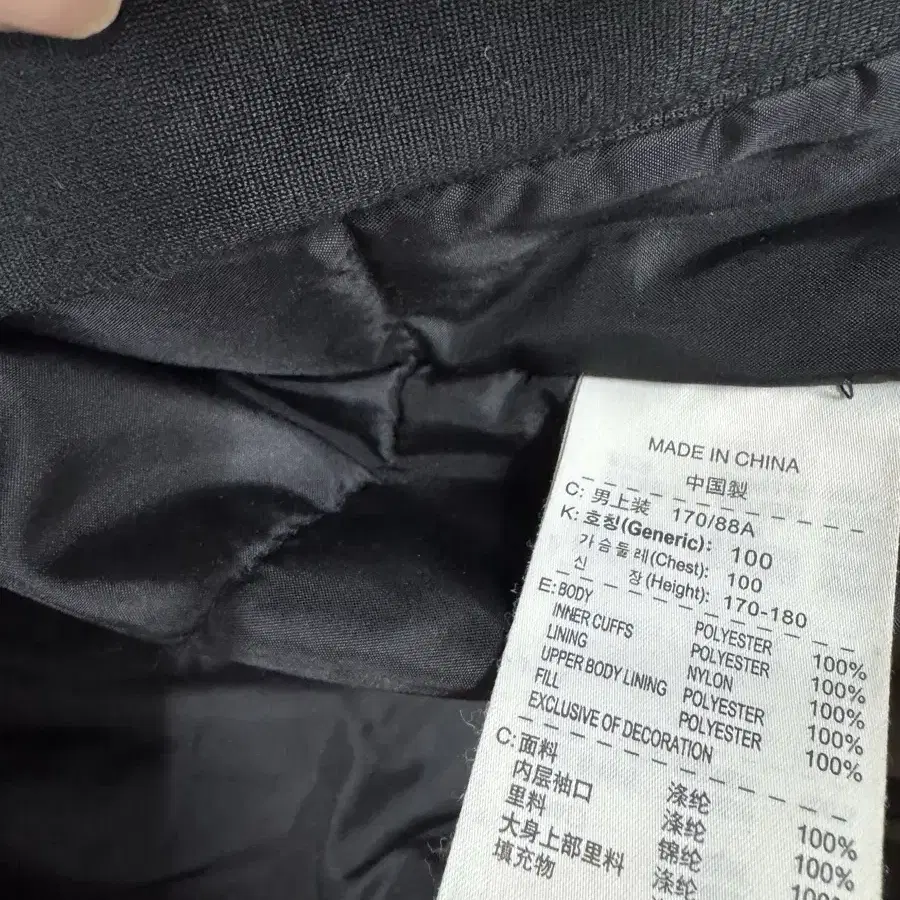 MADE IN CHINA
中国製
C: 男上装 170/88A
K: 호칭(Generic): 100
가슴둘레(Chest): 100
신 장(Height): 170-180
E: BODY POLYESTER 100%
INNER CUFFS POLYESTER 100%
LINING NYLON 100%
UPPER BODY LINING POLYESTER 100%
FILL POLYESTER 100%
EXCLUSIVE OF DECORATION
C: 面料 涤纶 100%
内层袖口 涤纶 100%
里料 锦纶 100%
大身上部里料 涤纶
填充物